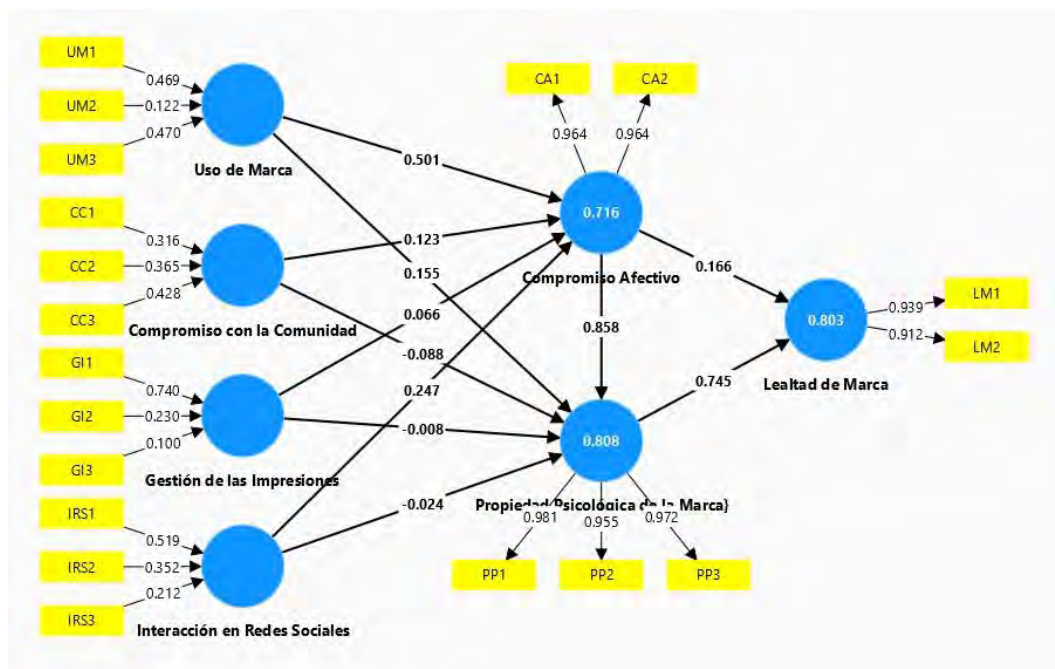 UM1
0.469
UM2
0.122
0.470
UM3
Uso de Marca
CC1
0.316
CC2
0.365
0.428
CC3
Compromiso con la Comunidad
GI1
0.740
GI2
0.230
0.100
GI3
Gestión de las Impresiones
IRS1
0.519
IRS2
0.352
0.212
IRS3
Interacción en Redes Sociales
0.501
0.123
0.155
0.066
-0.088
0.247
-0.008
-0.024
CA1
CA2
0.964
0.964
0.716
Compromiso Afectivo
0.858
0.808
Propiedad Psicológica de la Marca}
0.981
0.955
0.972
PP1
PP2
PP3
0.166
0.745
0.803
Lealtad de Marca
0.939
0.912
LM1
LM2